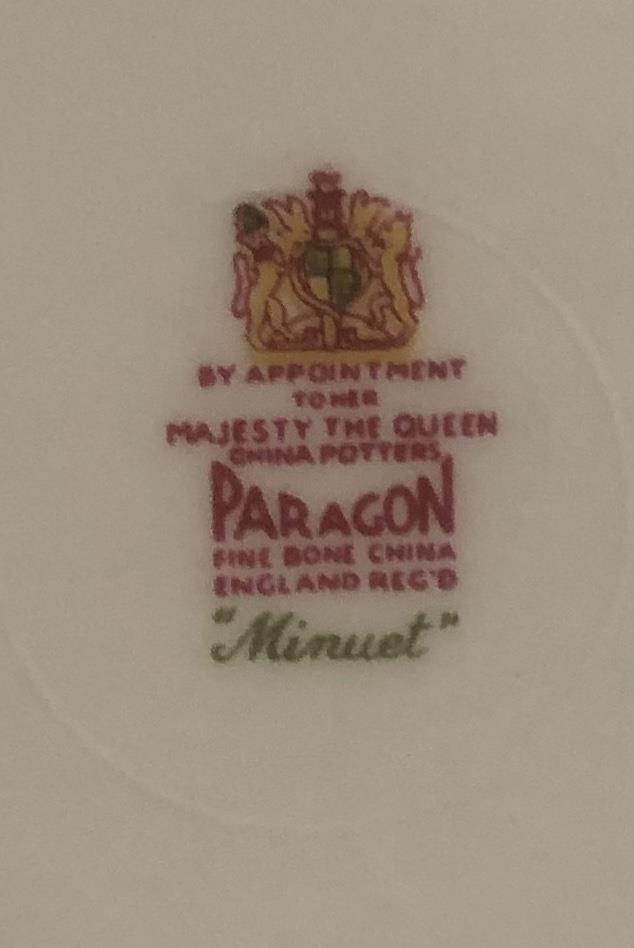 BY APPOINTMENT
TO HER
MAJESTY THE QUEEN
CHINA POTTERS
PARAGON
FINE BONE CHINA
ENGLAND REG'D
"Minuet"